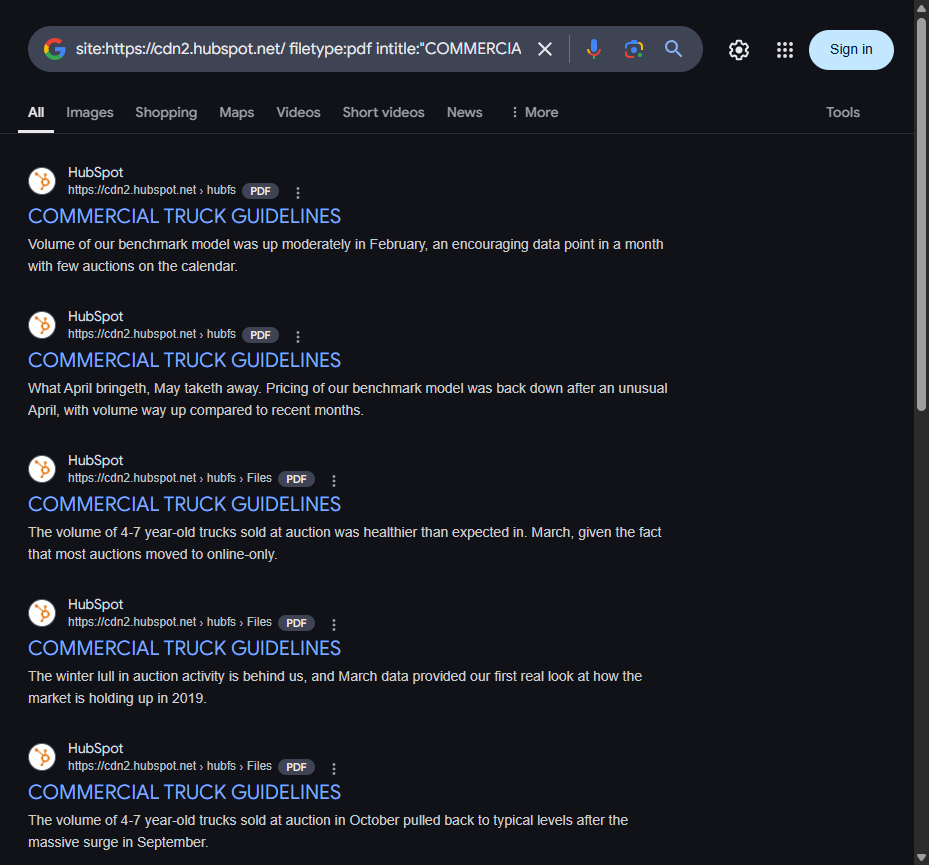 site:https://cdn2.hubspot.net/ filetype:pdf intitle:"COMMERCIA
Sign in
All Images Shopping Maps Videos Short videos News More Tools
HubSpot
https://cdn2.hubspot.net › hubfs PDF
COMMERCIAL TRUCK GUIDELINES
Volume of our benchmark model was up moderately in February, an encouraging data point in a month
with few auctions on the calendar.
HubSpot
https://cdn2.hubspot.net › hubfs PDF
COMMERCIAL TRUCK GUIDELINES
What April bringeth, May taketh away. Pricing of our benchmark model was back down after an unusual
April, with volume way up compared to recent months.
HubSpot
https://cdn2.hubspot.net › hubfs › Files PDF
COMMERCIAL TRUCK GUIDELINES
The volume of 4-7 year-old trucks sold at auction was healthier than expected in. March, given the fact
that most auctions moved to online-only.
HubSpot
https://cdn2.hubspot.net › hubfs › Files PDF
COMMERCIAL TRUCK GUIDELINES
The winter lull in auction activity is behind us, and March data provided our first real look at how the
market is holding up in 2019.
HubSpot
https://cdn2.hubspot.net › hubfs › Files PDF
COMMERCIAL TRUCK GUIDELINES
The volume of 4-7 year-old trucks sold at auction in October pulled back to typical levels after the
massive surge in September.